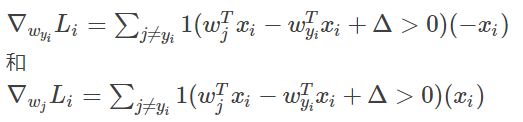 ∇_{w_{y_i}} L_i = ∑_{j≠y_i} 1(w_j^T x_i − w_{y_i}^T x_i + Δ > 0)(−x_i)
和
∇_{w_j} L_i = ∑_{j≠y_i} 1(w_j^T x_i − w_{y_i}^T x_i + Δ > 0)(x_i)